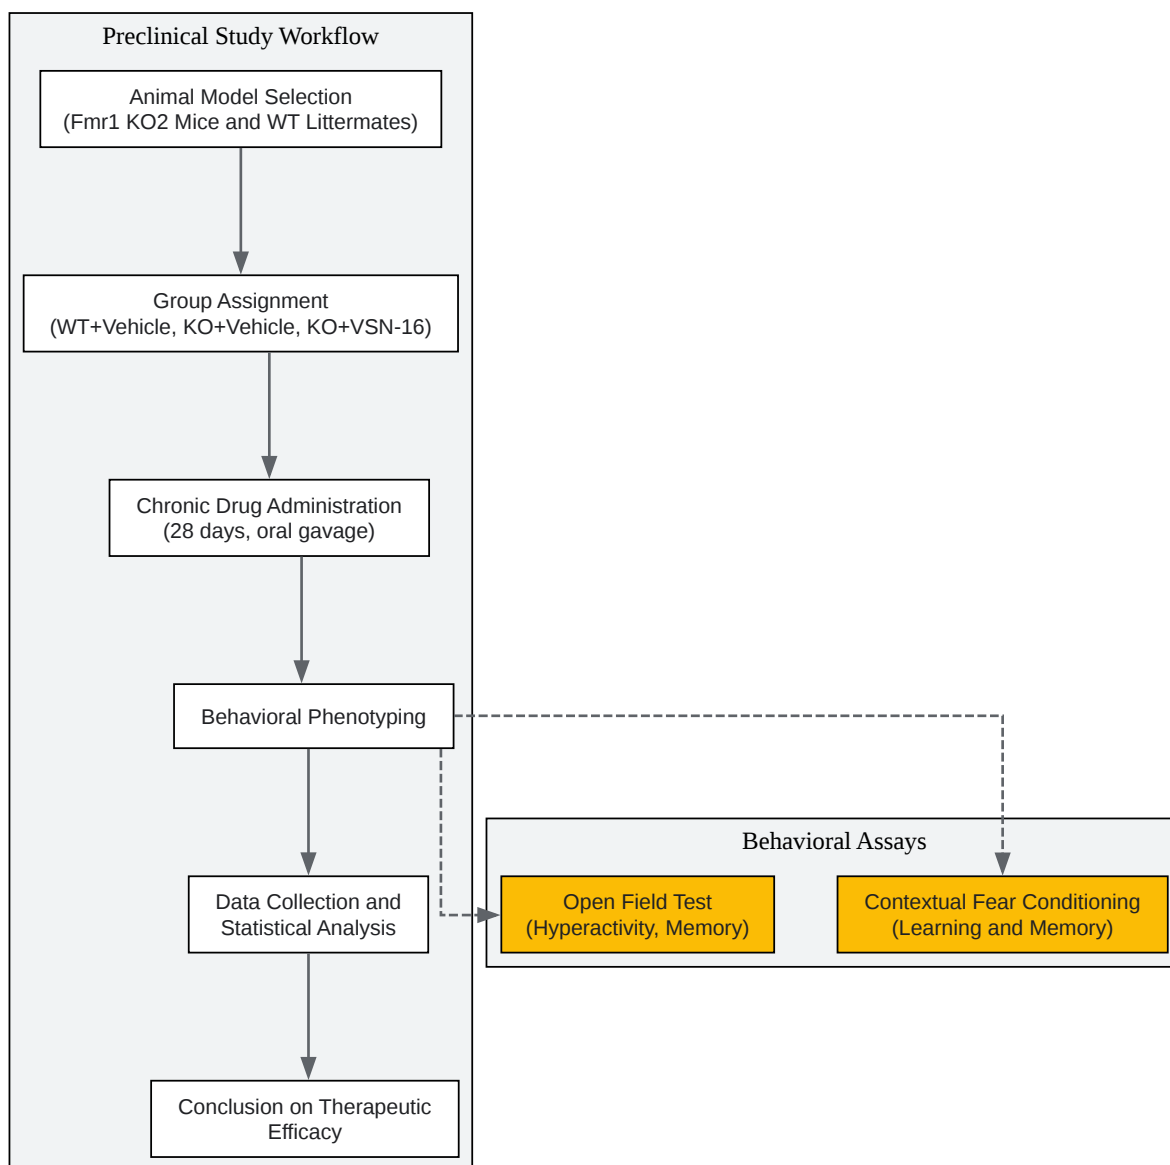 Preclinical Study Workflow
Animal Model Selection
(Fmr1 KO2 Mice and WT Littermates)
Group Assignment
(WT+Vehicle, KO+Vehicle, KO+VSN-16)
Chronic Drug Administration
(28 days, oral gavage)
Behavioral Phenotyping
Behavioral Assays
Data Collection and
Statistical Analysis
Open Field Test
(Hyperactivity, Memory)
Contextual Fear Conditioning
(Learning and Memory)
Conclusion on Therapeutic
Efficacy